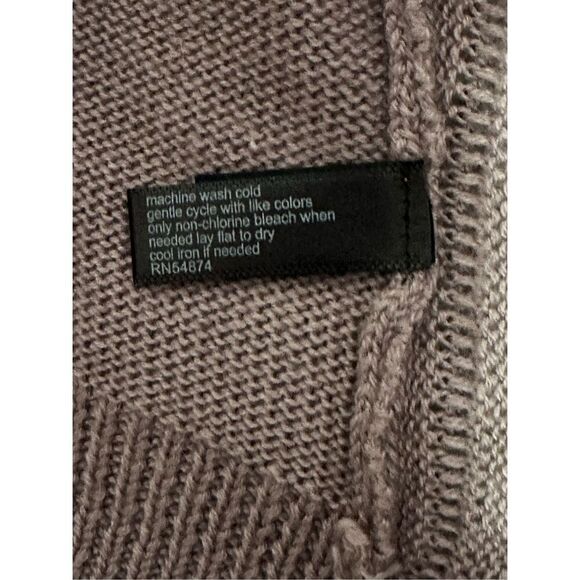 machine wash cold
gentle cycle with like colors
only non-chlorine bleach when
needed lay flat to dry
cool iron if needed
RN54874